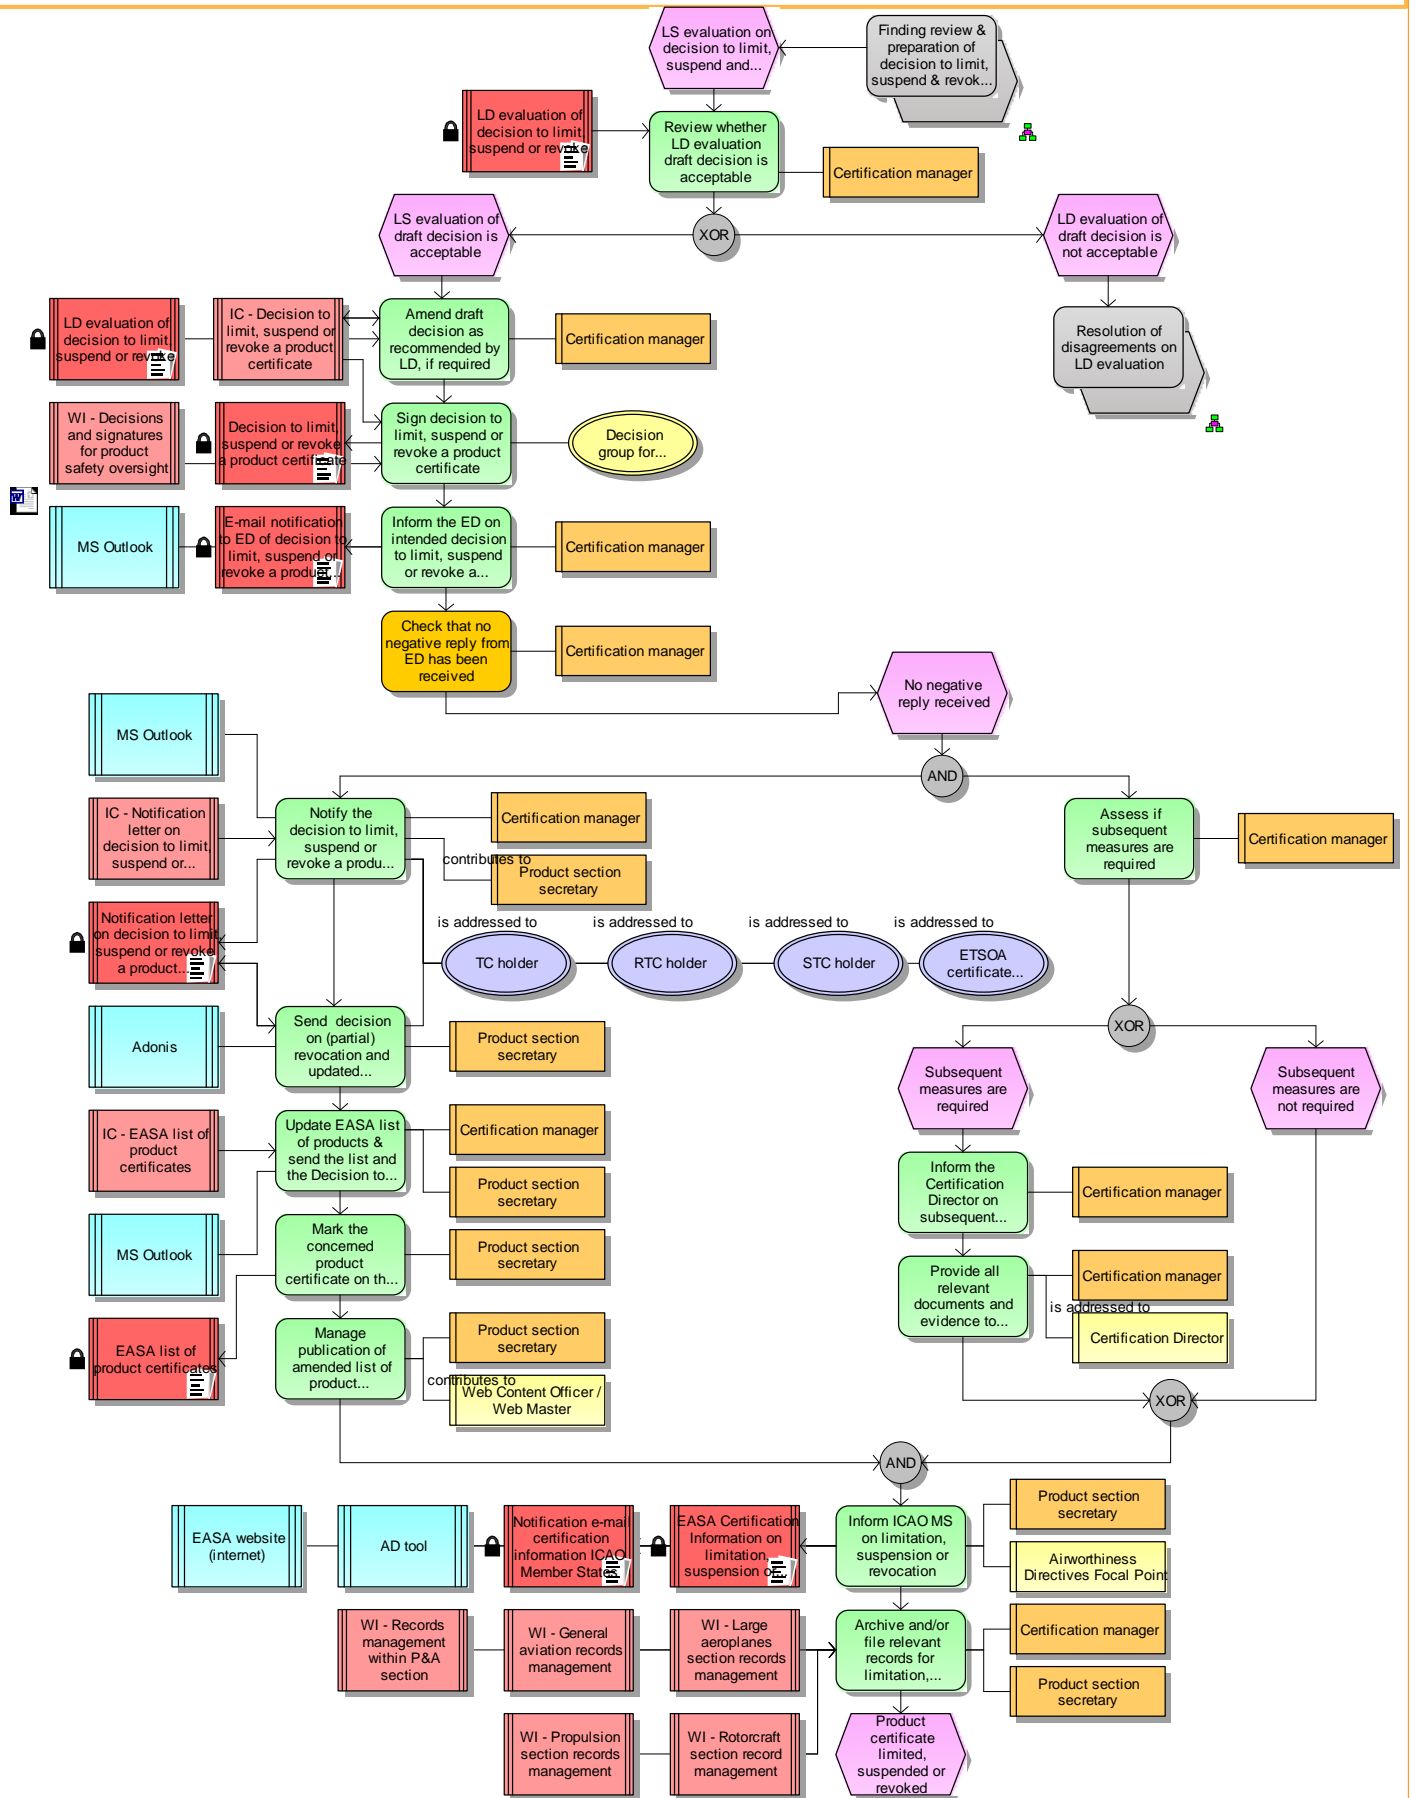 LS evaluation on
decision to limit,
suspend and...
Finding review &
preparation of
decision to limit,
suspend & revok...
LD evaluation of
decision to limit,
suspend or revoke
Review whether
LD evaluation
draft decision is
acceptable
Certification manager
LS evaluation of
draft decision is
acceptable
XOR
LD evaluation of
draft decision is
not acceptable
LD evaluation of
decision to limit,
suspend or revoke
IC - Decision to
limit, suspend or
revoke a product
certificate
Amend draft
decision as
recommended by
LD, if required
Certification manager
Resolution of
disagreements on
LD evaluation
WI - Decisions
and signatures
for product
safety oversight
Decision to limit,
suspend or revoke
a product certificate
Sign decision to
limit, suspend or
revoke a product
certificate
Decision
group for...
W
MS Outlook
E-mail notification
to ED of decision to
limit, suspend or
revoke a product...
Inform the ED on
intended decision
to limit, suspend
or revoke a...
Certification manager
Check that no
negative reply from
ED has been
received
Certification manager
No negative
reply received
MS Outlook
AND
IC - Notification
letter on
decision to limit,
suspend or...
Notify the
decision to limit,
suspend or
revoke a produ...
Certification manager
contributes to
Product section
secretary
Assess if
subsequent
measures are
required
Certification manager
Notification letter
on decision to limit,
suspend or revoke
a product...
is addressed to
is addressed to
is addressed to
is addressed to
TC holder
RTC holder
STC holder
ETSOA
certificate...
Adonis
Send  decision
on (partial)
revocation and
updated...
Product section
secretary
XOR
Subsequent
measures are
required
Subsequent
measures are
not required
IC - EASA list of
product
certificates
Update EASA list
of products &
send the list and
the Decision to...
Certification manager
Product section
secretary
Inform the
Certification
Director on
subsequent...
Certification manager
MS Outlook
Mark the
concerned
product
certificate on th...
Product section
secretary
Provide all
relevant
documents and
evidence to...
Certification manager
is addressed to
Certification Director
EASA list of
product certificates
Manage
publication of
amended list of
product...
Product section
secretary
contributes to
Web Content Officer /
Web Master
XOR
AND
EASA website
(internet)
AD tool
Notification e-mail
certification
information ICAO
Member States
EASA Certification
Information on
limitation,
suspension or...
Inform ICAO MS
on limitation,
suspension or
revocation
Product section
secretary
Airworthiness
Directives Focal Point
WI - Records
management
within P&A
section
WI - General
aviation records
management
WI - Large
aeroplanes
section records
management
Archive and/or
file relevant
records for
limitation,...
Certification manager
Product section
secretary
WI - Propulsion
section records
management
WI - Rotorcraft
section record
management
Product
certificate
limited,
suspended or
revoked